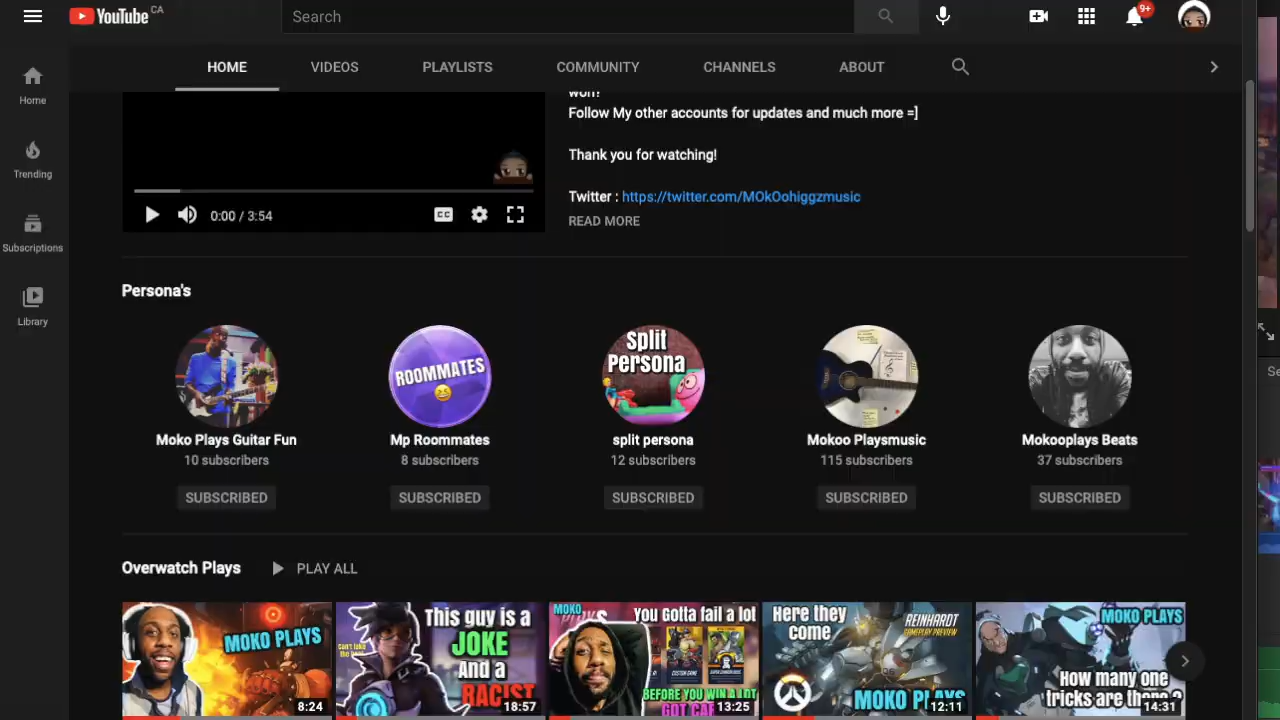 YouTube CA
Search
9+
HOME VIDEOS PLAYLISTS COMMUNITY CHANNELS ABOUT
Home
Trending
Subscriptions
Library
won?
Follow My other accounts for updates and much more =]
Thank you for watching!
Twitter : https://twitter.com/MOkOohiggzmusic
READ MORE
0:00 / 3:54
CC
Persona's
ROOMMATES
Split
Persona
Moko Plays Guitar Fun
10 subscribers
SUBSCRIBED
Mp Roommates
8 subscribers
SUBSCRIBED
split persona
12 subscribers
SUBSCRIBED
Mokoo Playsmusic
115 subscribers
SUBSCRIBED
Mokooplays Beats
37 subscribers
SUBSCRIBED
Overwatch Plays
PLAY ALL
MOKO PLAYS
8:24
This guy is a
JOKE
And a
RACIST
18:57
MOKO
YOU Gotta fail a lot
BEFORE YOU WIN A LOT
13:25
Here they
come
REINHARDT
GAMEPLAY PREVIEW
MOKO PLAYS
12:11
MOKO PLAYS
How many one
tricks are there?
14:31
Se